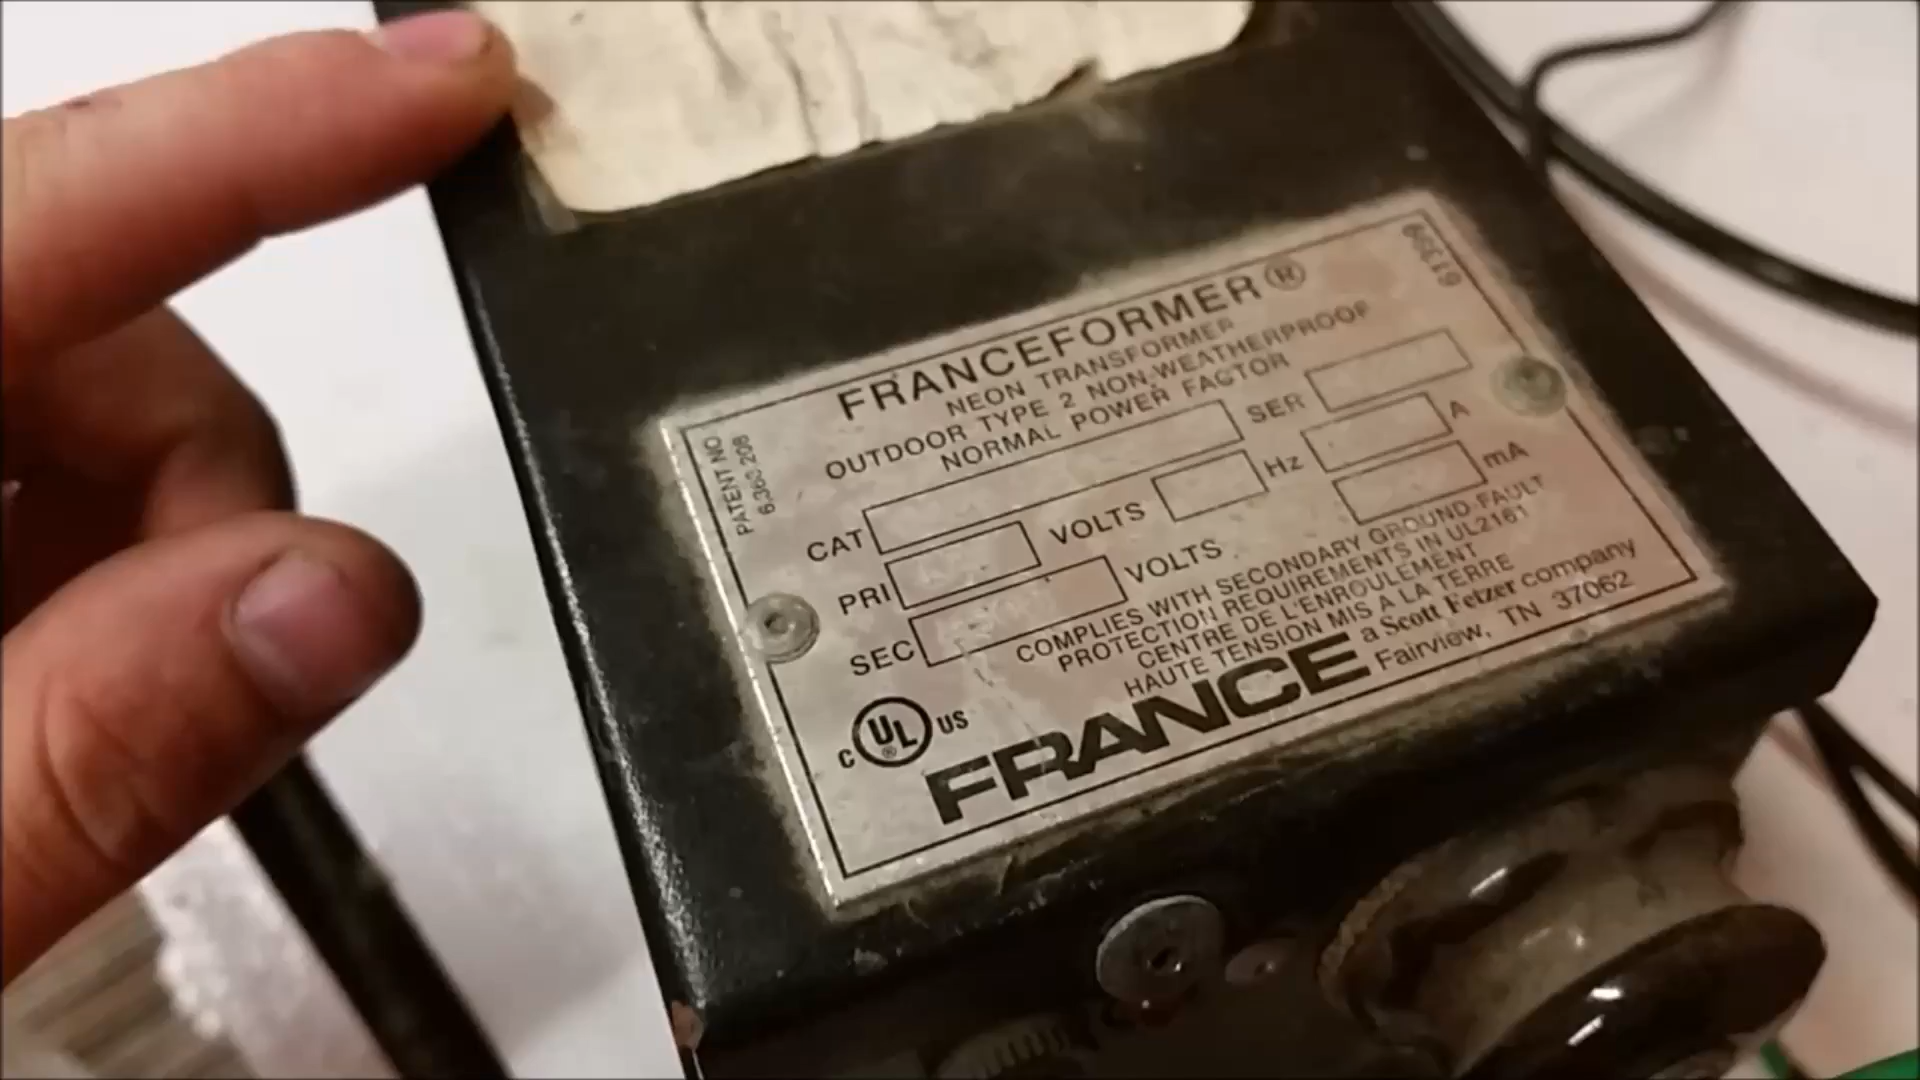 FRANCEFORMER®
NEON TRANSFORMER
OUTDOOR TYPE 2 NON-WEATHERPROOF
NORMAL POWER FACTOR
PATENT NO
6,363,208
61399
CAT SER
PRI VOLTS Hz A
SEC VOLTS mA
COMPLIES WITH SECONDARY GROUND-FAULT
PROTECTION REQUIREMENTS IN UL2161
CENTRE DE L'ENROULEMENT
HAUTE TENSION MIS A LA TERRE
C UL® US
FRANCE
a Scott Fetzer company
Fairview, TN 37062